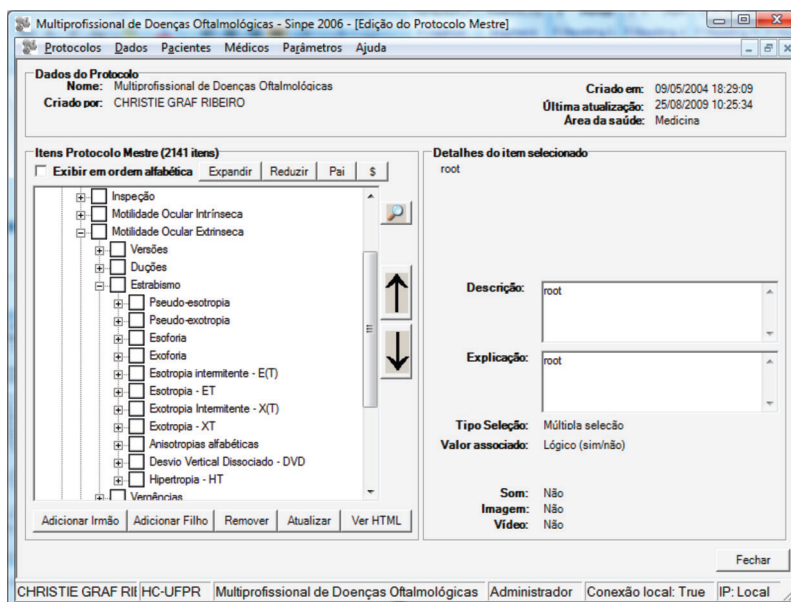 Multiprofissional de Doenças Oftalmológicas - Sinpe 2006 - [Edição do Protocolo Mestre]
Protocolos Dados Pacientes Médicos Parâmetros Ajuda
Dados do Protocolo
Nome: Multiprofissional de Doenças Oftalmológicas
Criado por: CHRISTIE GRAF RIBEIRO
Criado em: 09/05/2004 18:29:09
Última atualização: 25/08/2009 10:25:34
Área da saúde: Medicina
Itens Protocolo Mestre (2141 itens)
Exibir em ordem alfabética Expandir Reduzir Pai $
Inspeção
Motilidade Ocular Intrínseca
Motilidade Ocular Extrinseca
Versões
Duções
Estrabismo
Pseudo-esotropia
Pseudo-exotropia
Esoforia
Exoforia
Esotropia intermitente - E(T)
Esotropia - ET
Exotropia Intermitente - X(T)
Exotropia - XT
Anisotropias alfabéticas
Desvio Vertical Dissociado - DVD
Hipertropia - HT
Vergências
Adicionar Irmão Adicionar Filho Remover Atualizar Ver HTML
Detalhes do item selecionado
root
Descrição: root
Explicação: root
Tipo Seleção: Múltipla selecão
Valor associado: Lógico (sim/não)
Som: Não
Imagem: Não
Vídeo: Não
Fechar
CHRISTIE GRAF RIE HC-UFPR Multiprofissional de Doenças Oftalmológicas Administrador Conexão local: True IP: Local